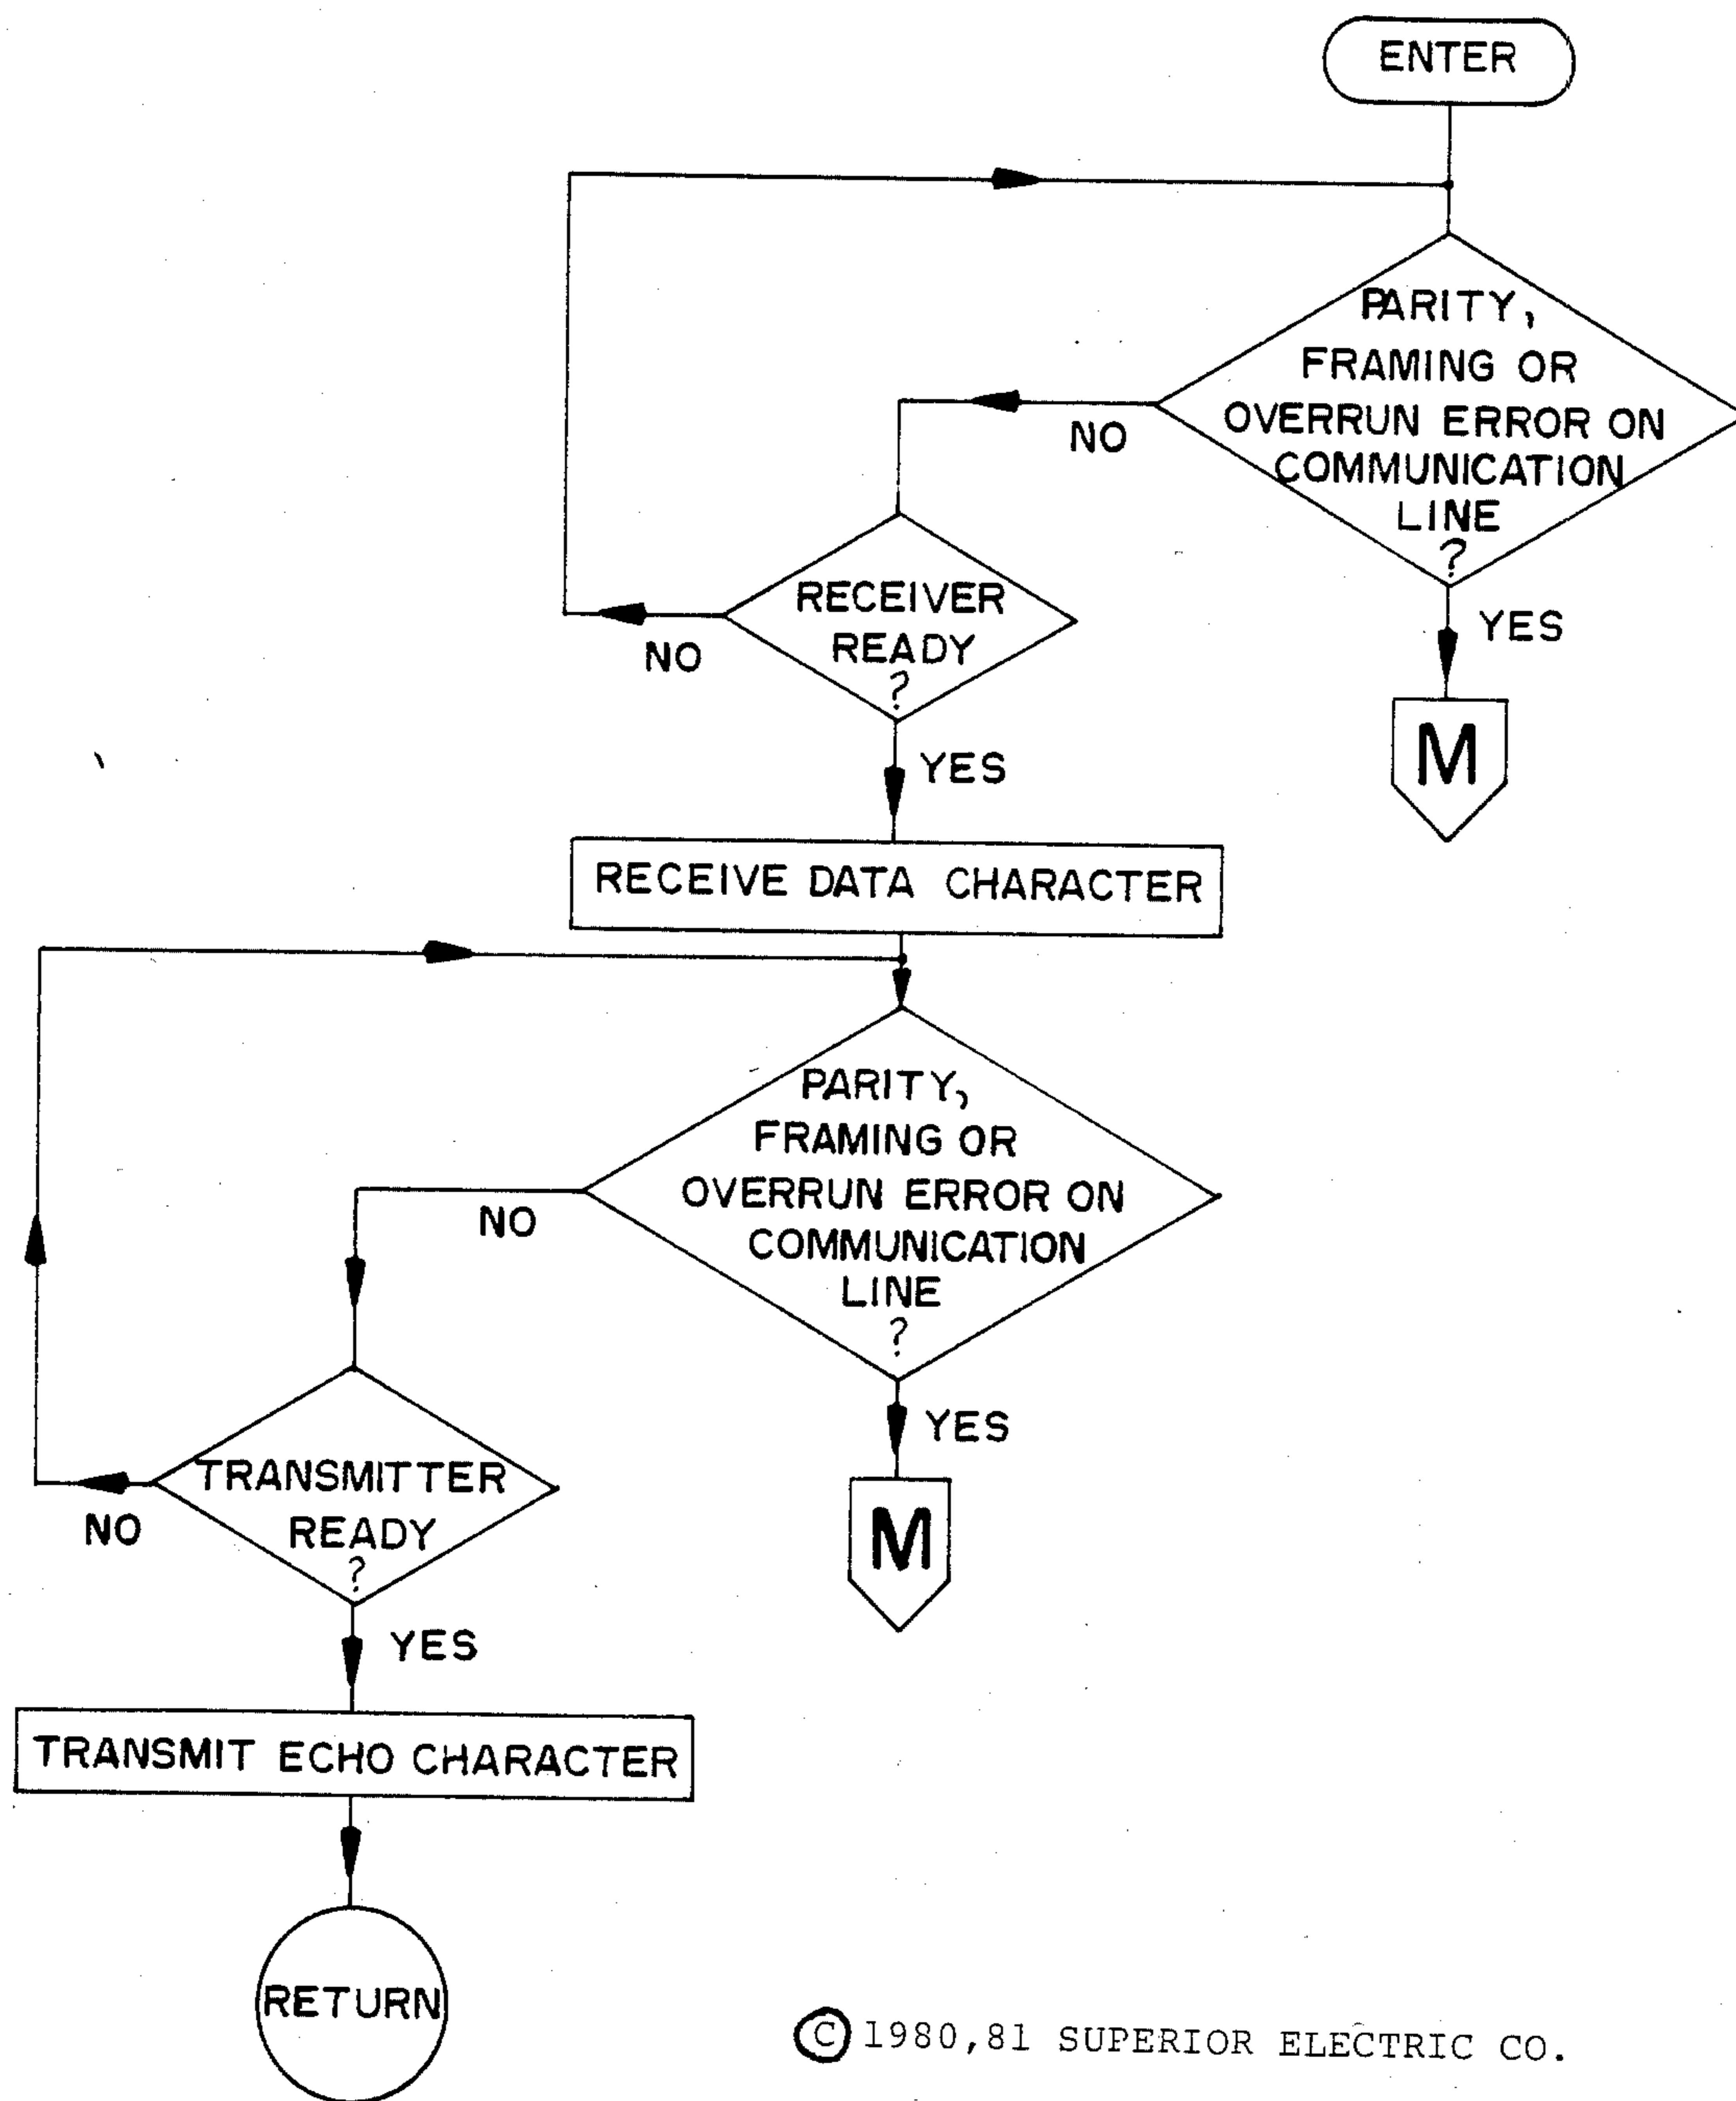 ENTER
PARITY,
FRAMING OR
OVERRUN ERROR ON
COMMUNICATION
LINE
?
NO
YES
M
RECEIVER
READY
?
NO
YES
RECEIVE DATA CHARACTER
PARITY,
FRAMING OR
OVERRUN ERROR ON
COMMUNICATION
LINE
?
NO
YES
M
TRANSMITTER
READY
?
NO
YES
TRANSMIT ECHO CHARACTER
RETURN
© 1980,81 SUPERIOR ELECTRIC CO.